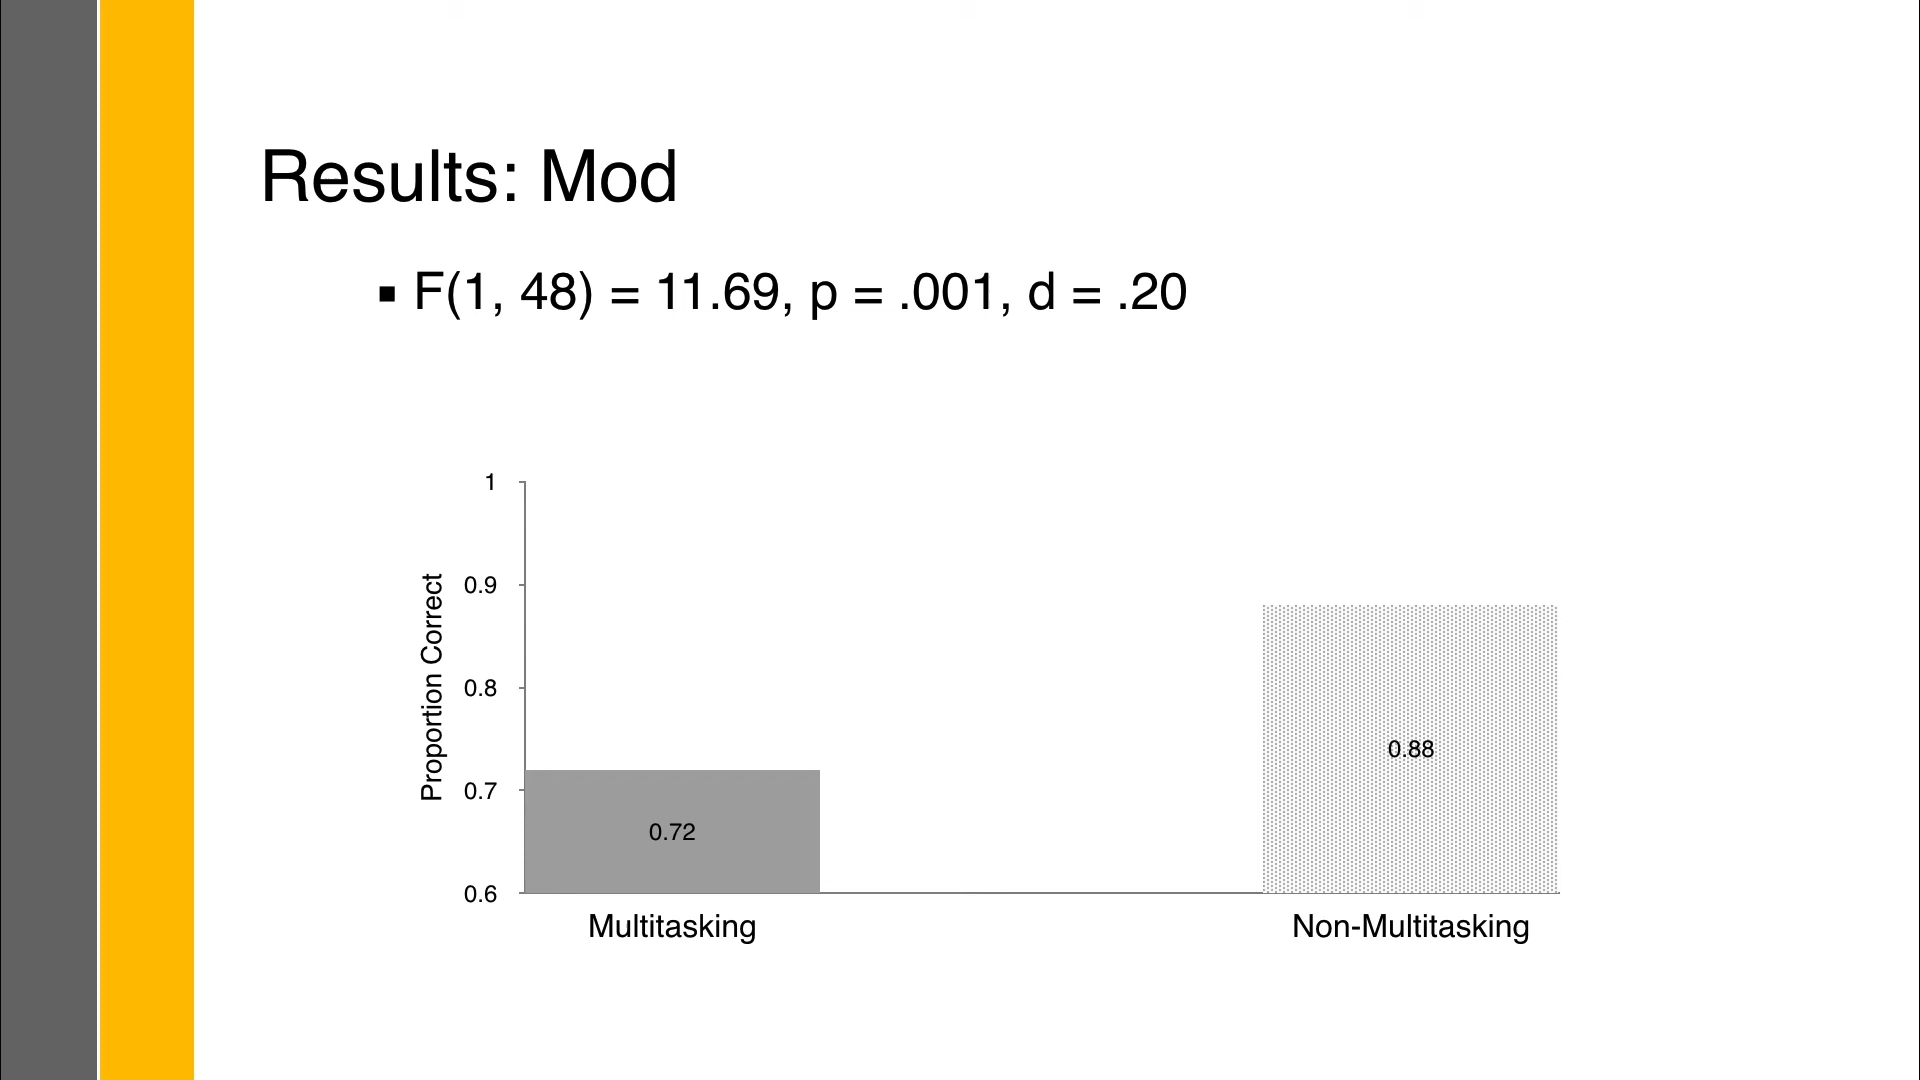 Results: Mod
▪ F(1, 48) = 11.69, p = .001, d = .20
1
0.9
0.8
0.7
0.6
Proportion Correct
0.72
0.88
Multitasking
Non-Multitasking